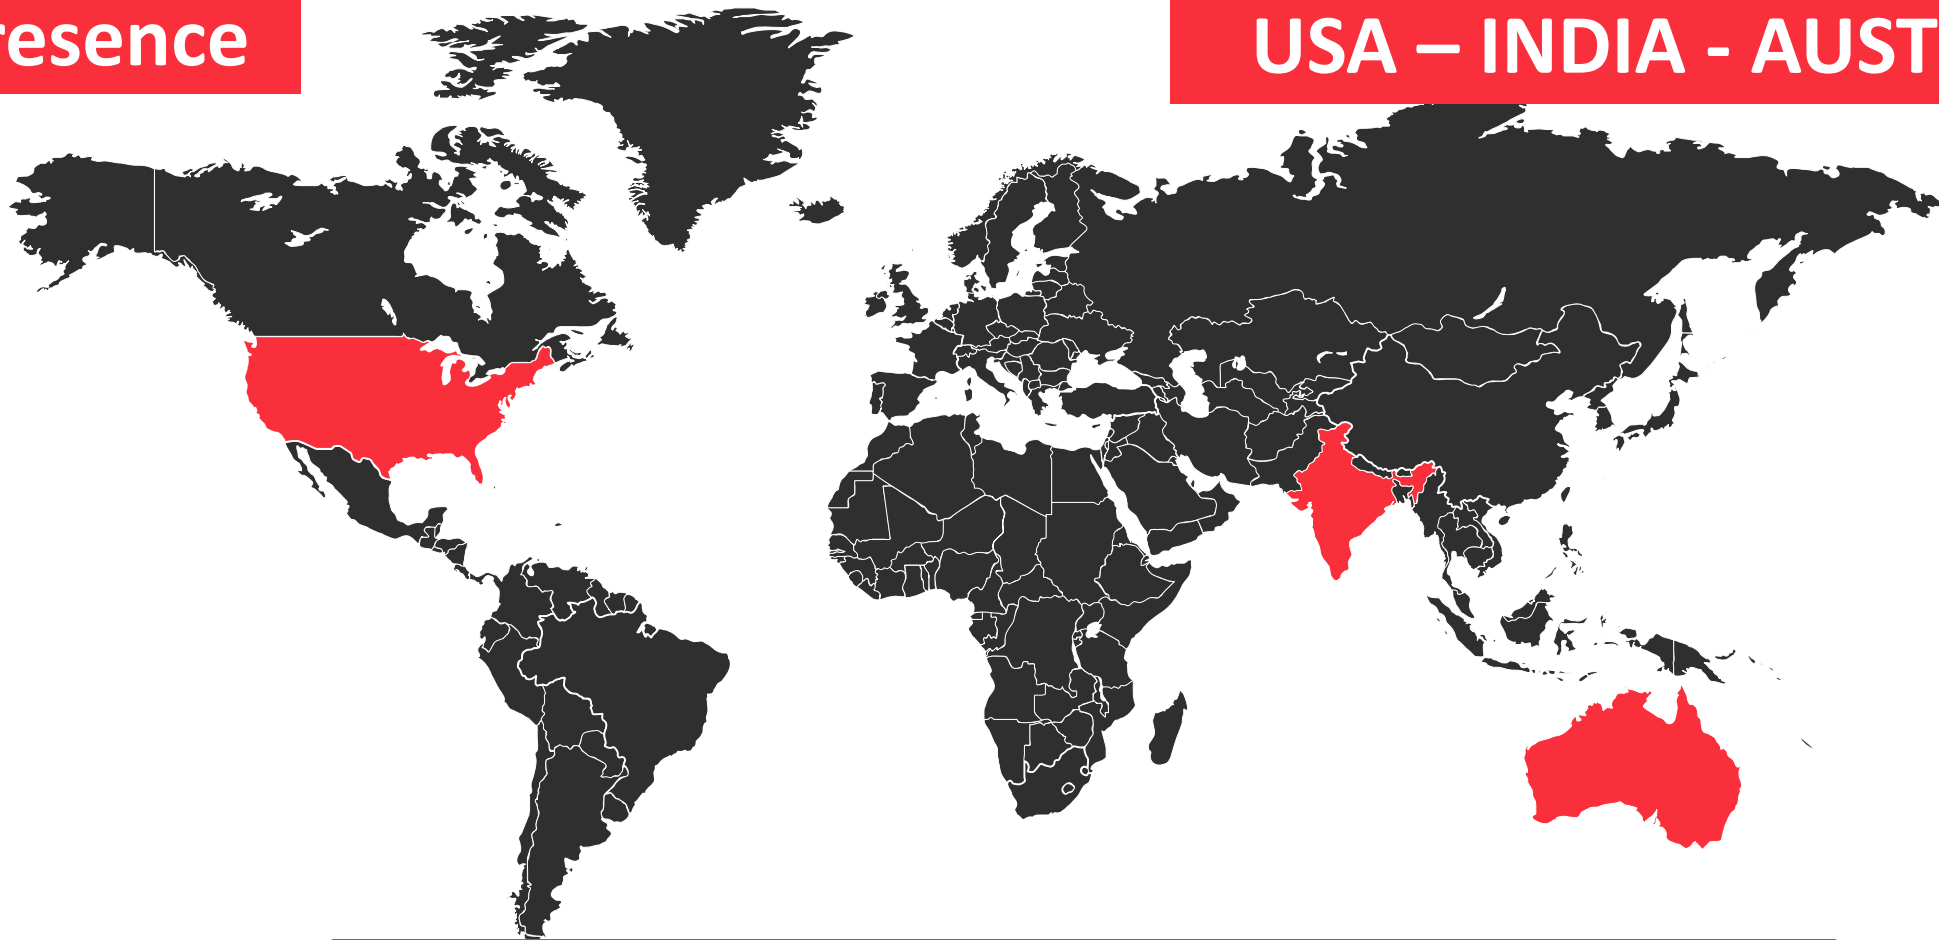 resence
USA – INDIA - AUST